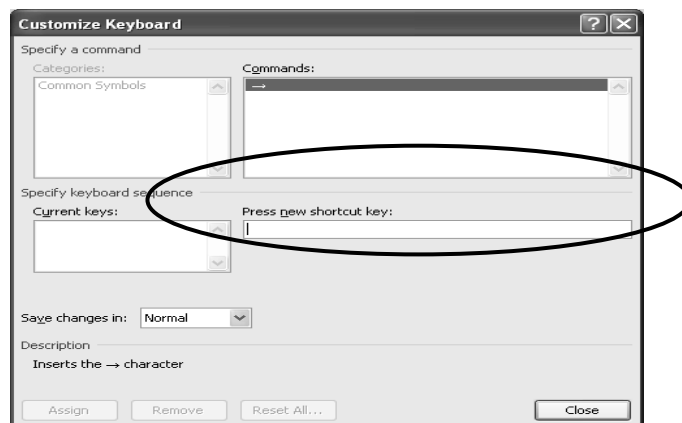 Customize Keyboard
Specify a command
Categories: Commands:
Common Symbols →
Specify keyboard sequence
Current keys: Press new shortcut key:
Save changes in: Normal
Description
Inserts the → character
Assign Remove Reset All... Close